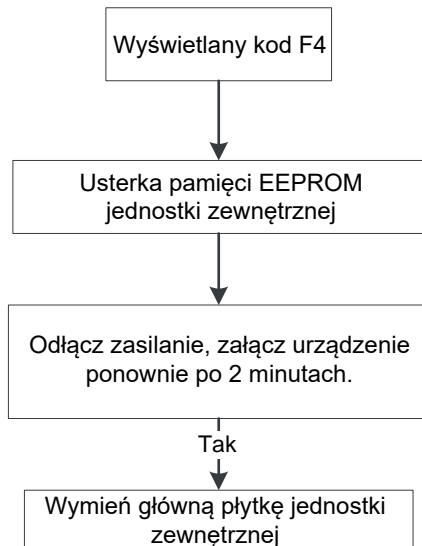 Wyświetlany kod F4
Usterka pamięci EEPROM
jednostki zewnętrznej
Odłącz zasilanie, załącz urządzenie
ponownie po 2 minutach.
Tak
Wymień główną płytkę jednostki
zewnętrznej